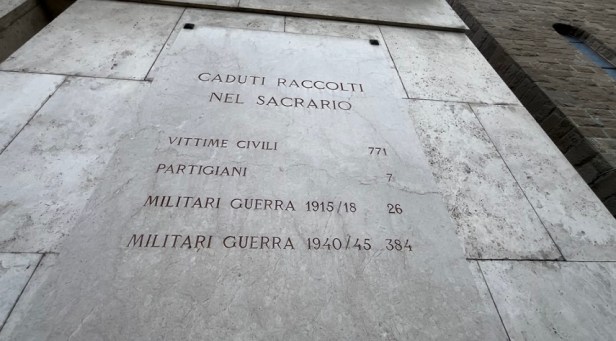 CADUTI RACCOLTI
NEL SACRARIO
VITTIME CIVILI 771
PARTIGIANI 7
MILITARI GUERRA 1915/18 26
MILITARI GUERRA 1940/45 384